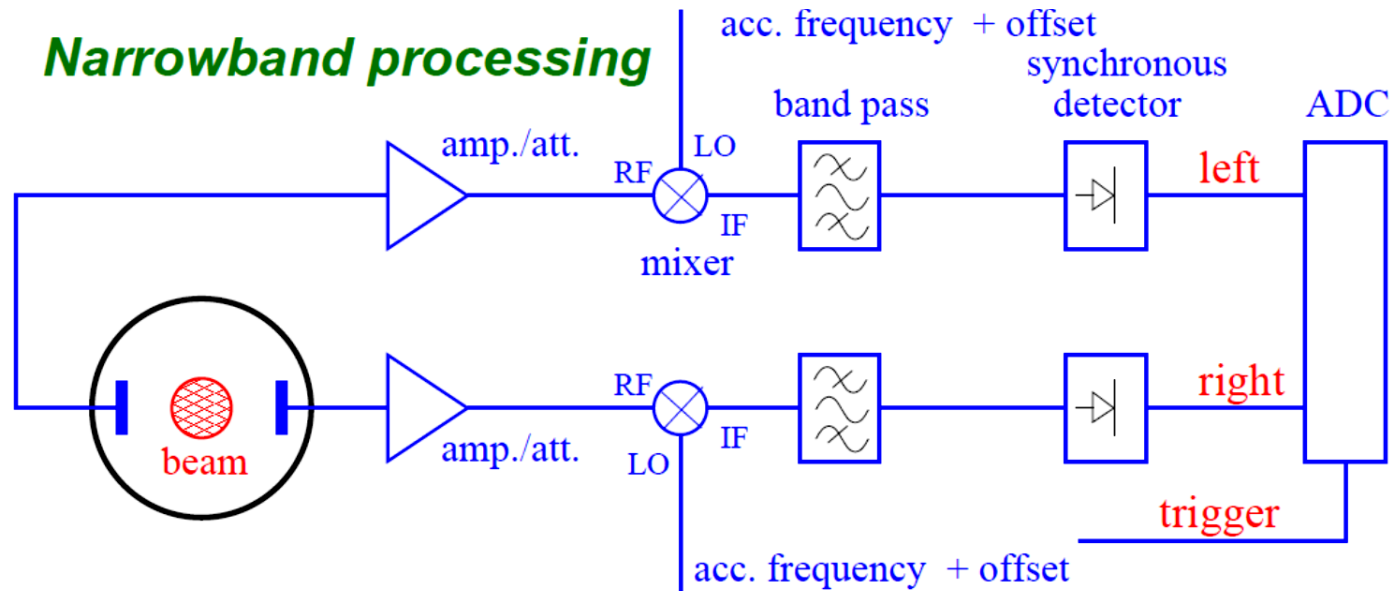 Narrowband processing
acc. frequency + offset
synchronous
detector
band pass
ADC
amp./att.
LO
RF
IF
mixer
left
beam
amp./att.
RF
LO
IF
right
trigger
acc. frequency + offset